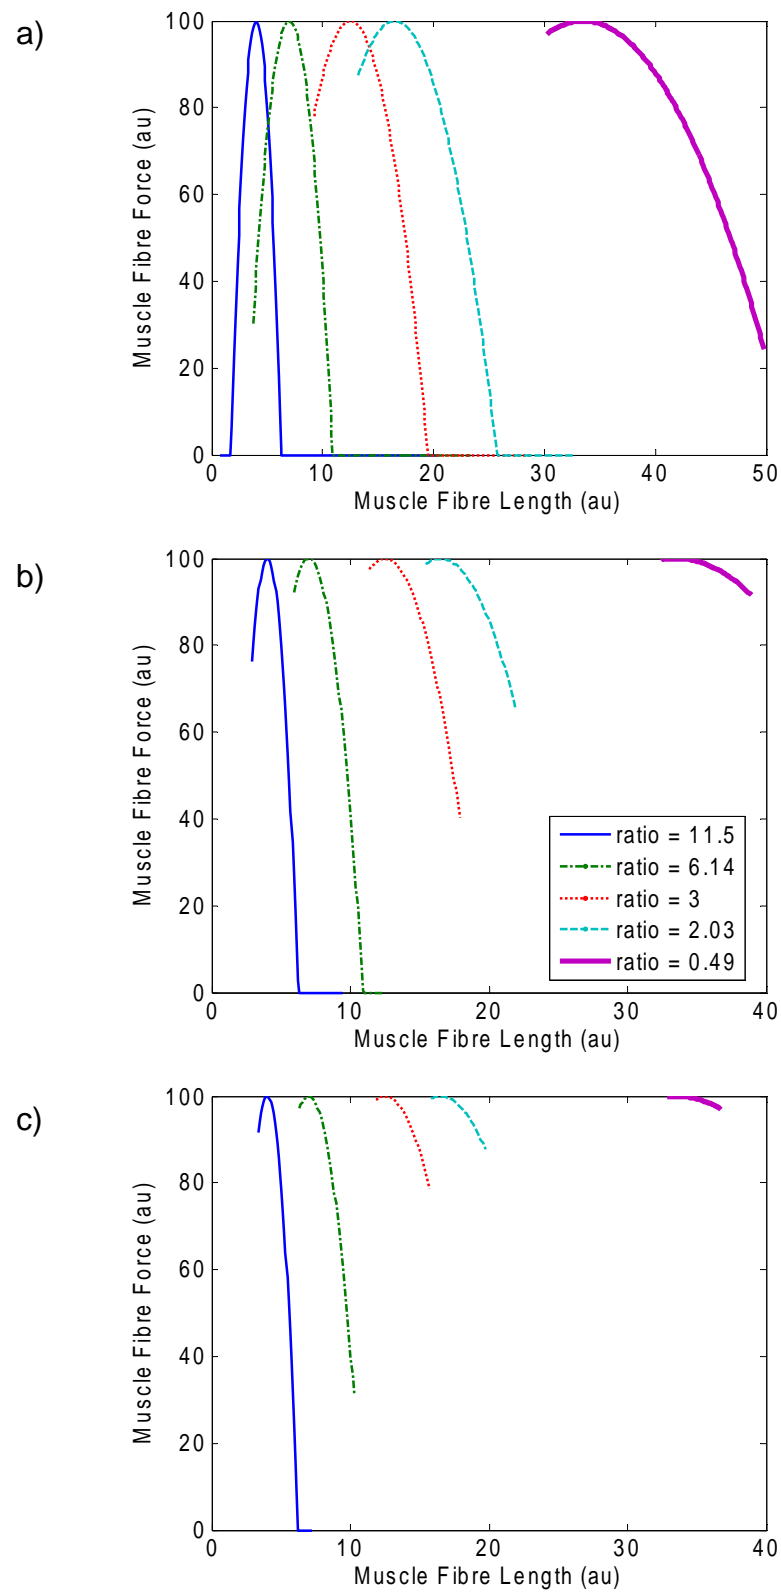 a)
Muscle Fibre Force (au)
100
80
60
40
20
0
0 10 20 30 40 50
Muscle Fibre Length (au)
b)
Muscle Fibre Force (au)
100
80
60
40
20
0
ratio = 11.5
ratio = 6.14
ratio = 3
ratio = 2.03
ratio = 0.49
0 10 20 30 40
Muscle Fibre Length (au)
c)
Muscle Fibre Force (au)
100
80
60
40
20
0
0 10 20 30 40
Muscle Fibre Length (au)